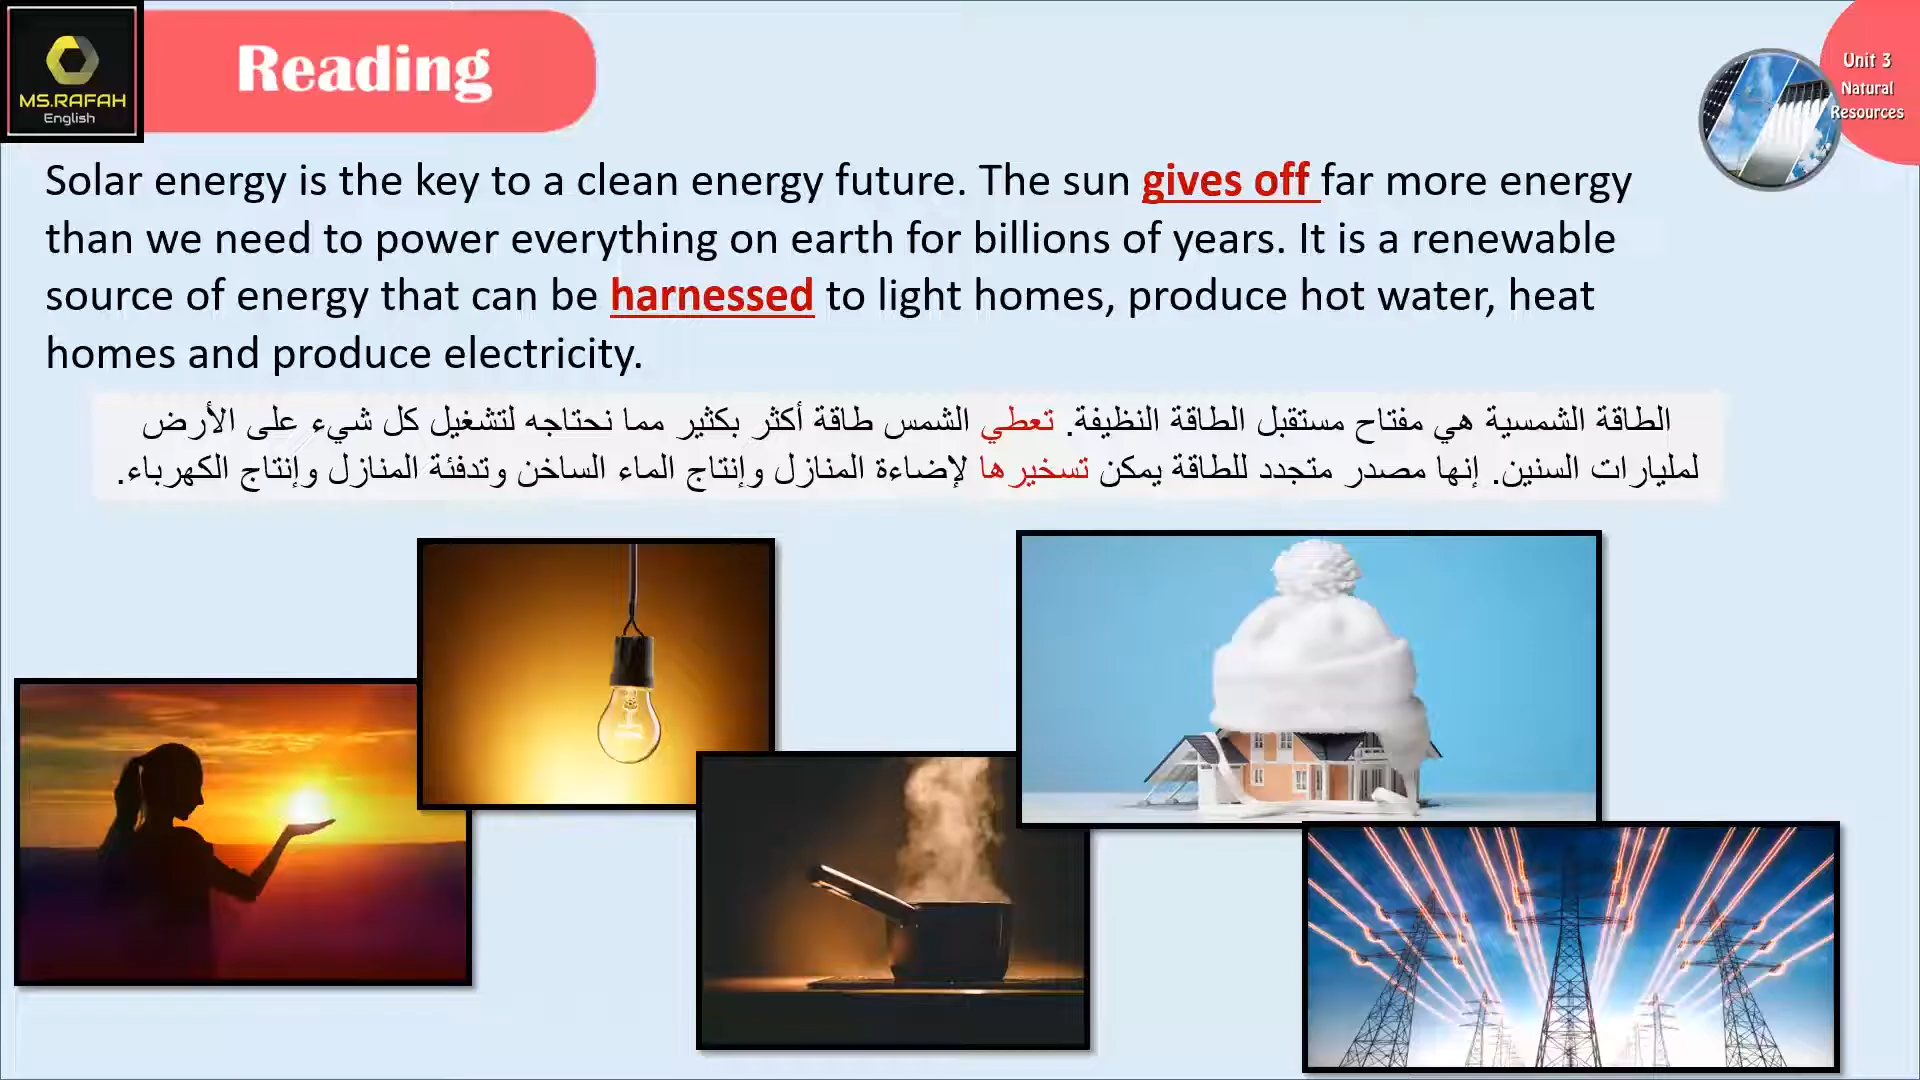 MS.RAFAH
English
Reading
Unit 3
Natural
Resources
Solar energy is the key to a clean energy future. The sun gives off far more energy
than we need to power everything on earth for billions of years. It is a renewable
source of energy that can be harnessed to light homes, produce hot water, heat
homes and produce electricity.
الطاقة الشمسية هي مفتاح مستقبل الطاقة النظيفة. تعطي الشمس طاقة أكثر بكثير مما نحتاجه لتشغيل كل شيء على الأرض
لمليارات السنين. إنها مصدر متجدد للطاقة يمكن تسخيرها لإضاءة المنازل وإنتاج الماء الساخن وتدفئة المنازل وإنتاج الكهرباء.